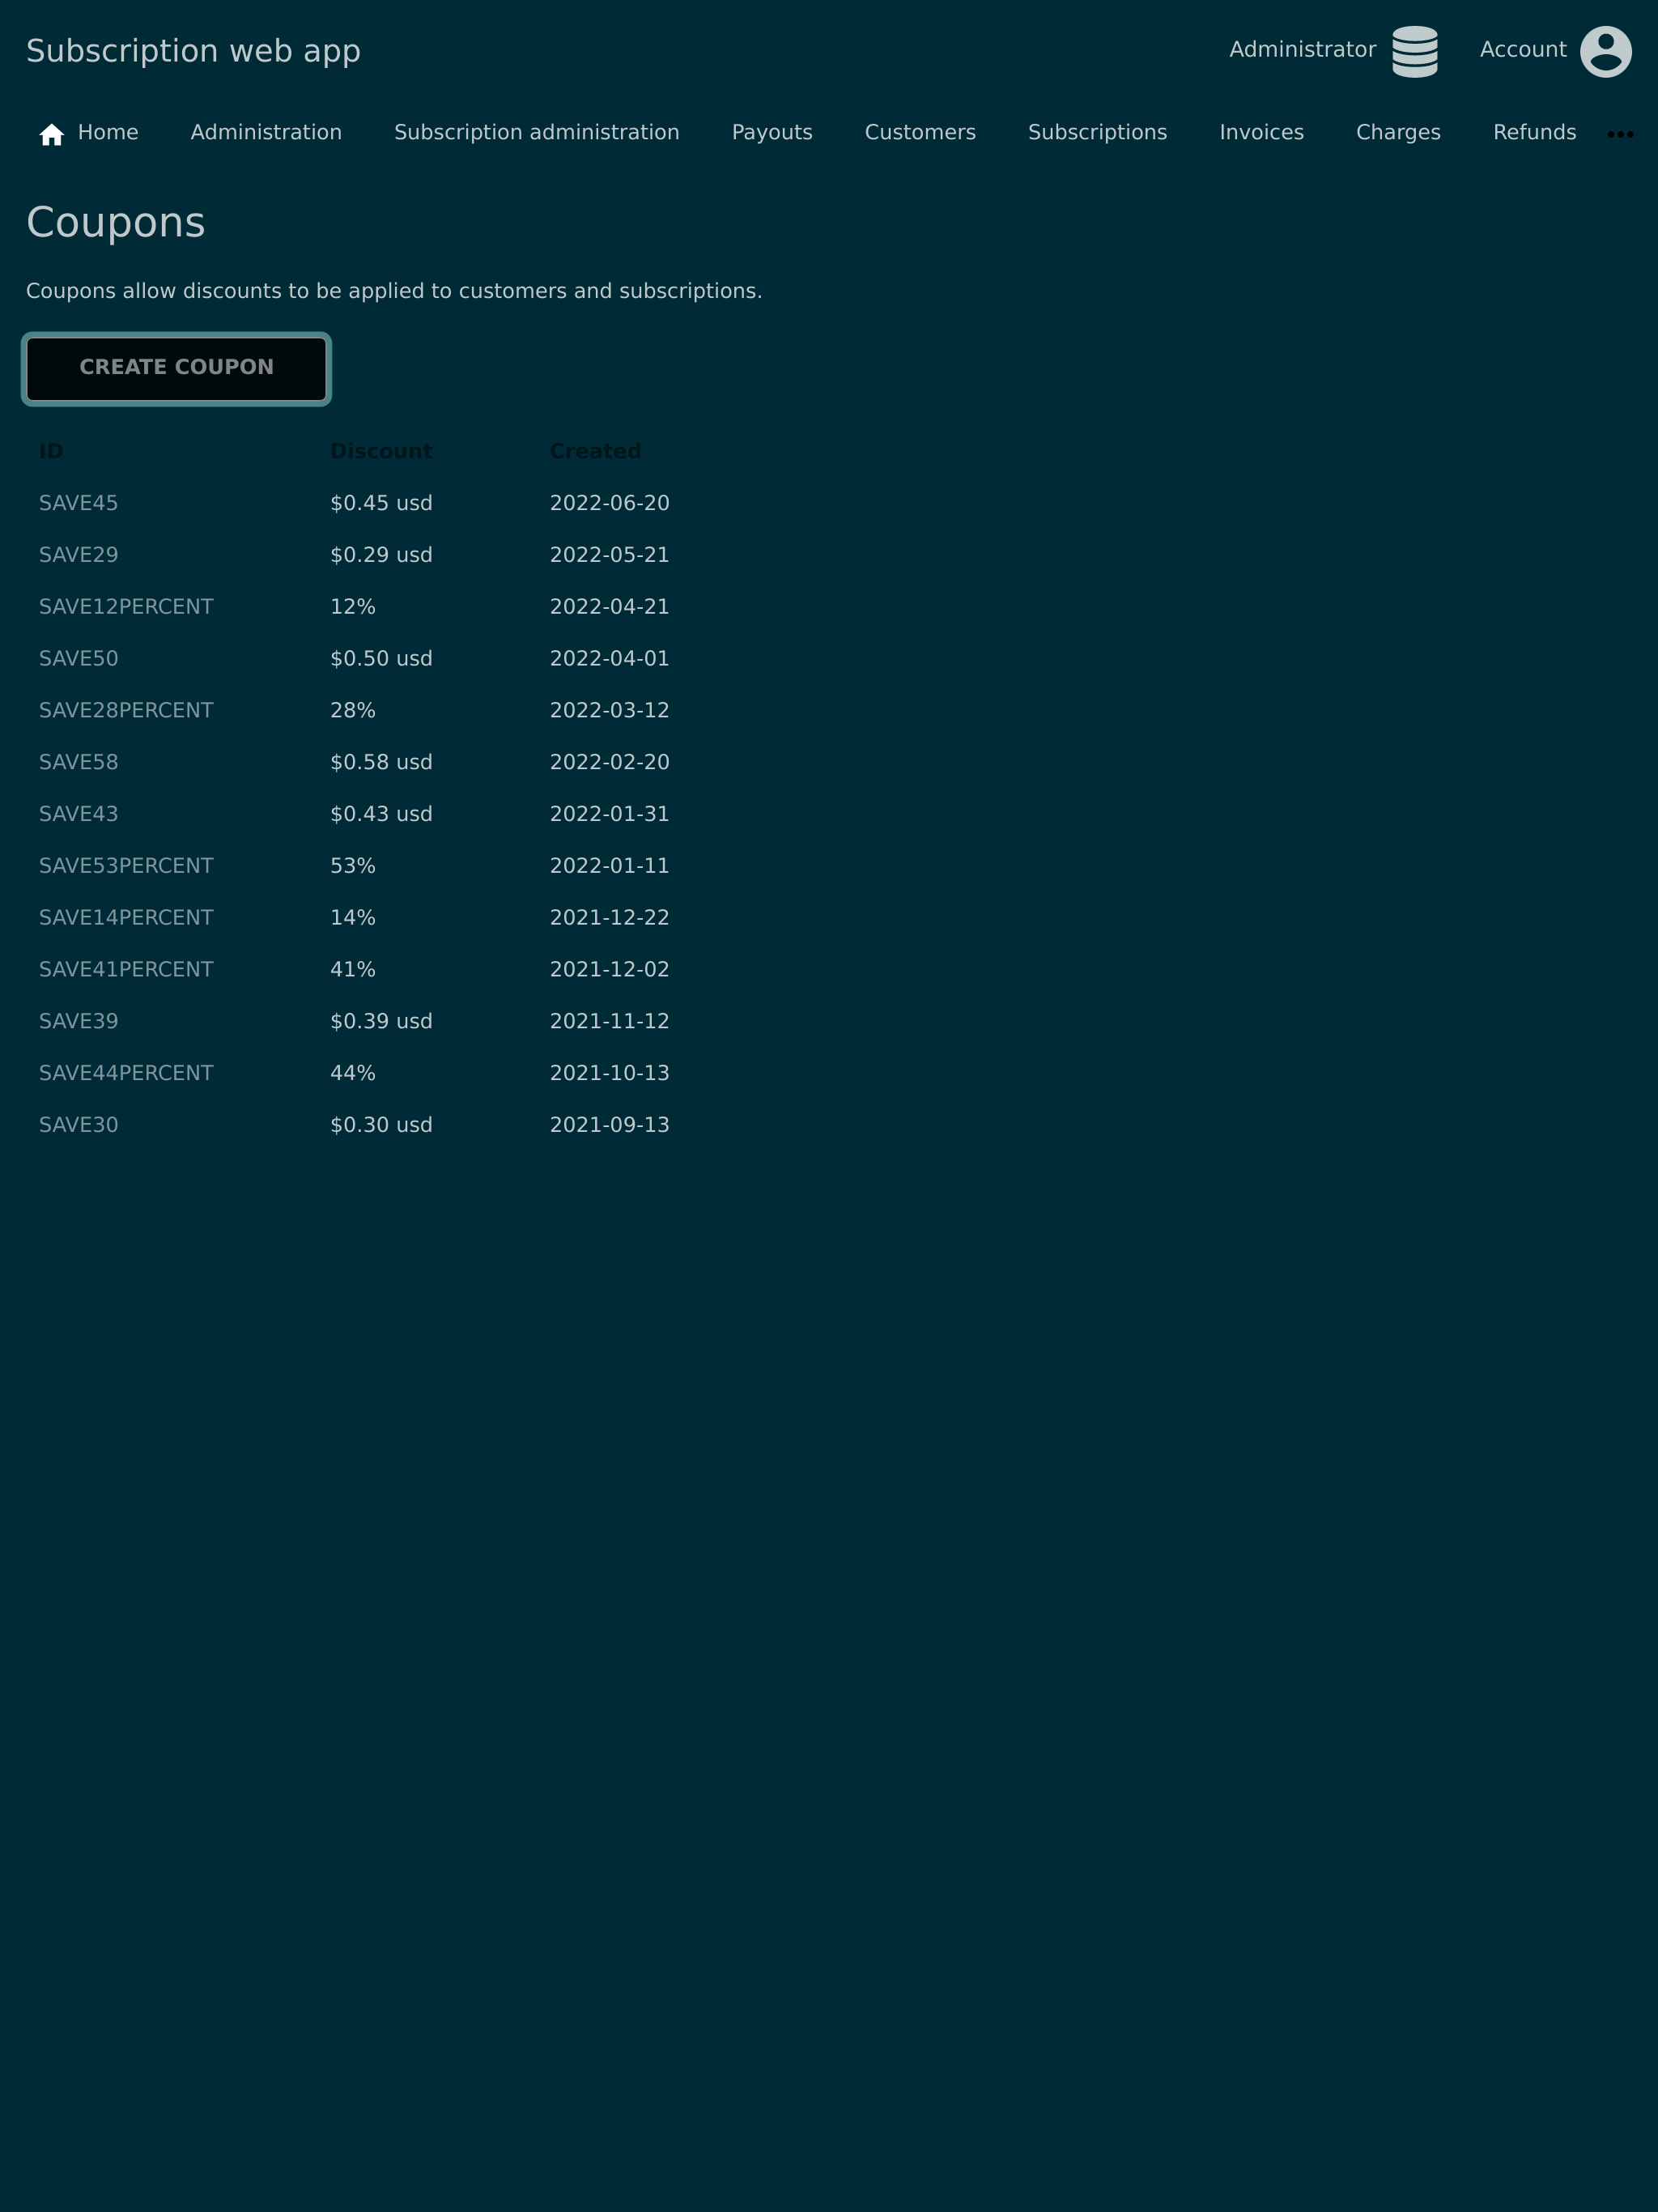 Subscription web app Administrator Account
Home Administration Subscription administration Payouts Customers Subscriptions Invoices Charges Refunds
Coupons
Coupons allow discounts to be applied to customers and subscriptions.
CREATE COUPON
ID Discount Created
SAVE45 $0.45 usd 2022-06-20
SAVE29 $0.29 usd 2022-05-21
SAVE12PERCENT 12% 2022-04-21
SAVE50 $0.50 usd 2022-04-01
SAVE28PERCENT 28% 2022-03-12
SAVE58 $0.58 usd 2022-02-20
SAVE43 $0.43 usd 2022-01-31
SAVE53PERCENT 53% 2022-01-11
SAVE14PERCENT 14% 2021-12-22
SAVE41PERCENT 41% 2021-12-02
SAVE39 $0.39 usd 2021-11-12
SAVE44PERCENT 44% 2021-10-13
SAVE30 $0.30 usd 2021-09-13